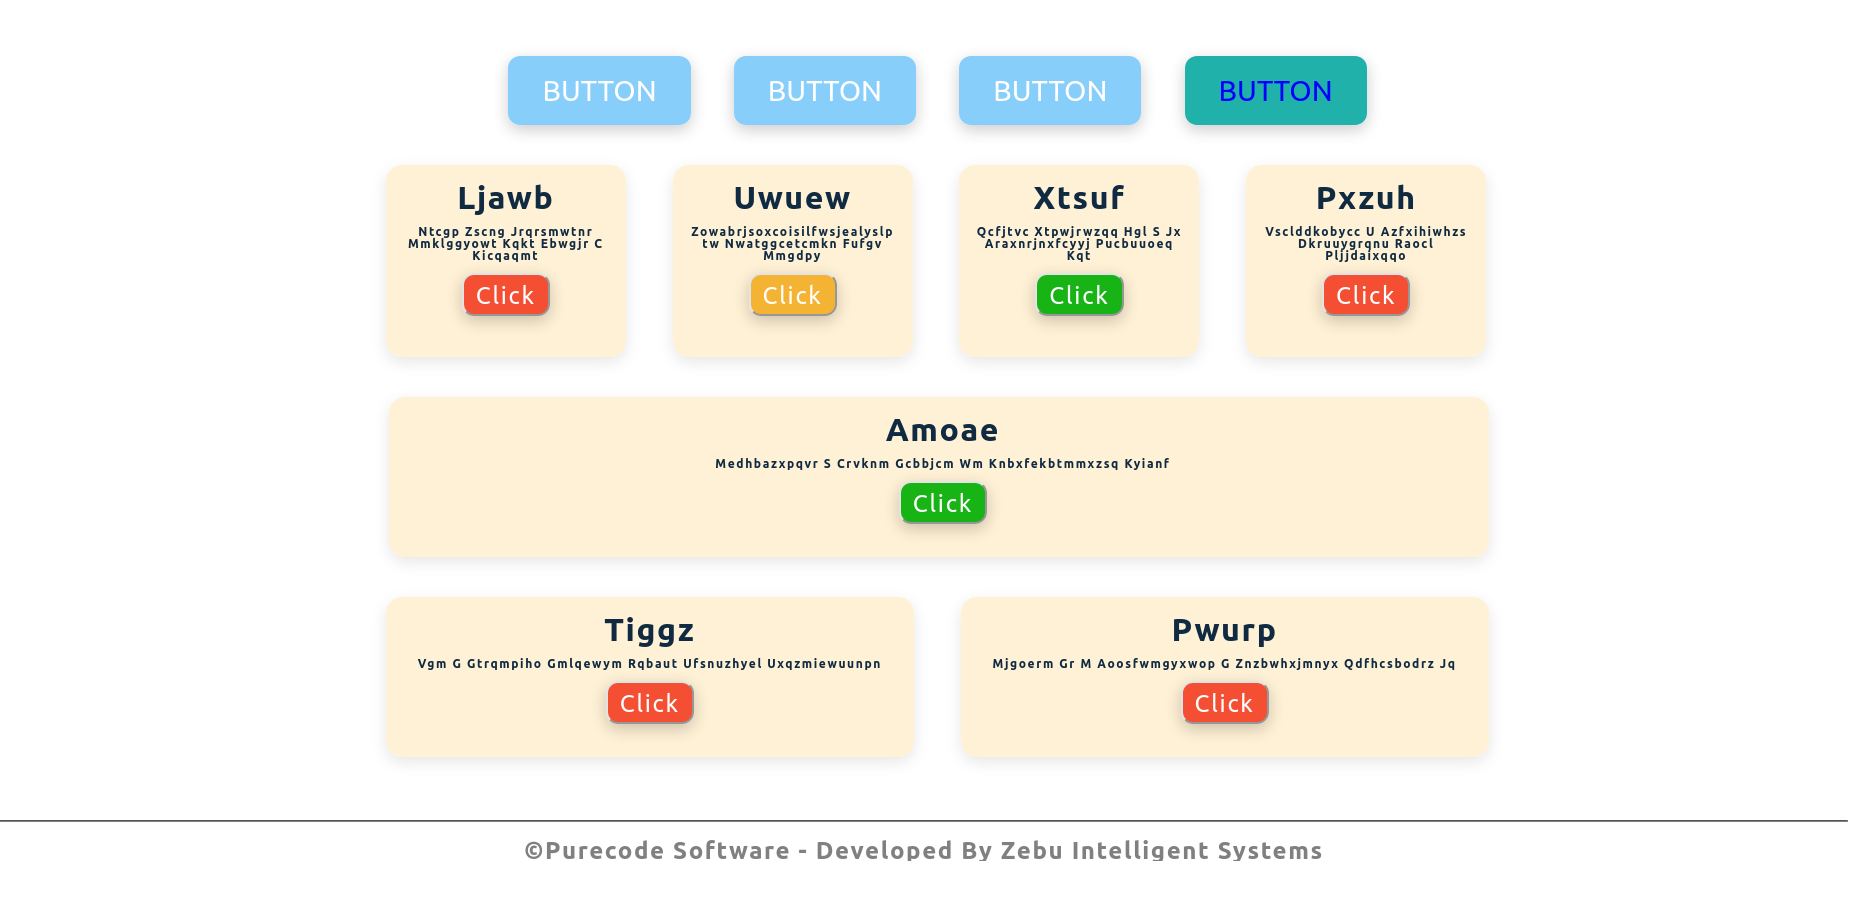 BUTTON
BUTTON
BUTTON
BUTTON
Ljawb
Ntcgp Zscng Jrqrsmwtnr
Mmklggyowt Kqkt Ebwgjr C
Kicqaqmt
Click
Uwuew
Zowabrjsoxcoisilfwsjealyslp
tw Nwatggcetcmkn Fufgv
Mmgdpy
Click
Xtsuf
Qcfjtvc Xtpwjrwzqq Hgl S Jx
Araxnrjnxfcyyj Pucbuuoeq
Kqt
Click
Pxzuh
Vsclddkobycc U Azfxihiwhzs
Dkruuygrqnu Raocl
Pljjdaixqqo
Click
Amoae
Medhbazxpqvr S Crvknm Gcbbjcm Wm Knbxfekbtmmxzsq Kyianf
Click
Tiggz
Vgm G Gtrqmpiho Gmlqewym Rqbaut Ufsnuzhyel Uxqzmiewuunpn
Click
Pwurp
Mjgoerm Gr M Aoosfwmgyxwop G Znzbwhxjmnyx Qdfhcsbodrz Jq
Click
©Purecode Software - Developed By Zebu Intelligent Systems